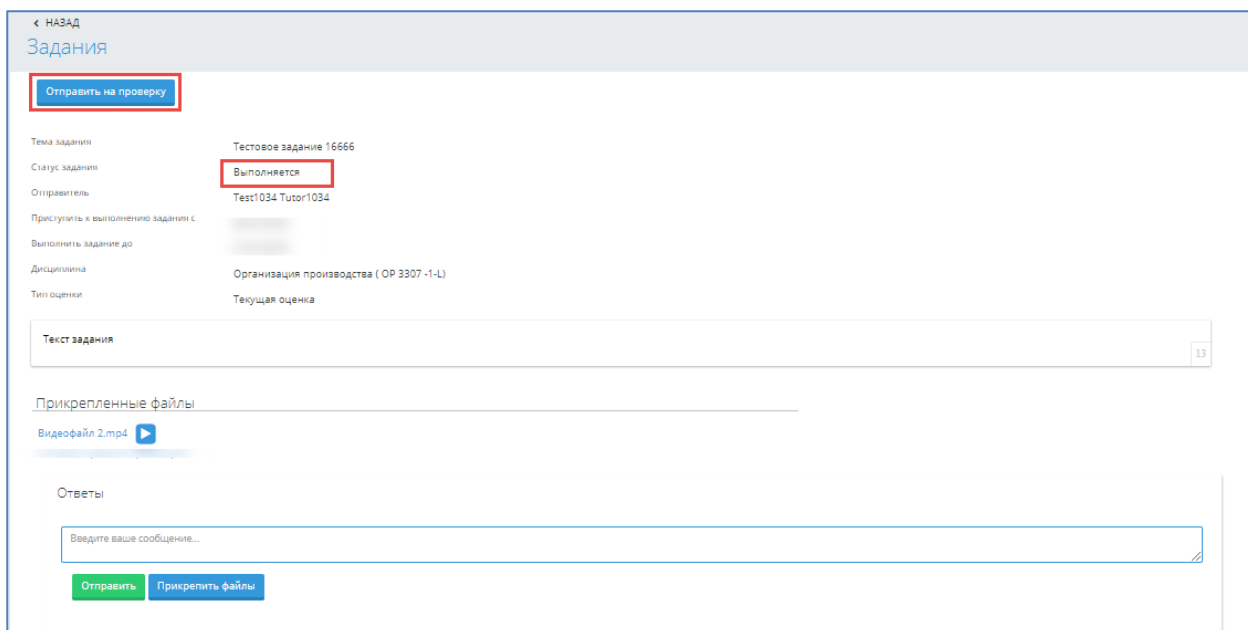 НАЗАД
Задания
Отправить на проверку
Тема задания Тестовое задание 16666
Статус задания Выполняется
Отправитель Test1034 Tutor1034
Приступить к выполнению задания с
Выполнить задание до
Дисциплина Организация производства ( OP 3307 -1-L)
Тип оценки Текущая оценка
Текст задания
13
Прикрепленные файлы
Видеофайл 2.mp4
Ответы
Введите ваше сообщение...
Отправить Прикрепить файлы